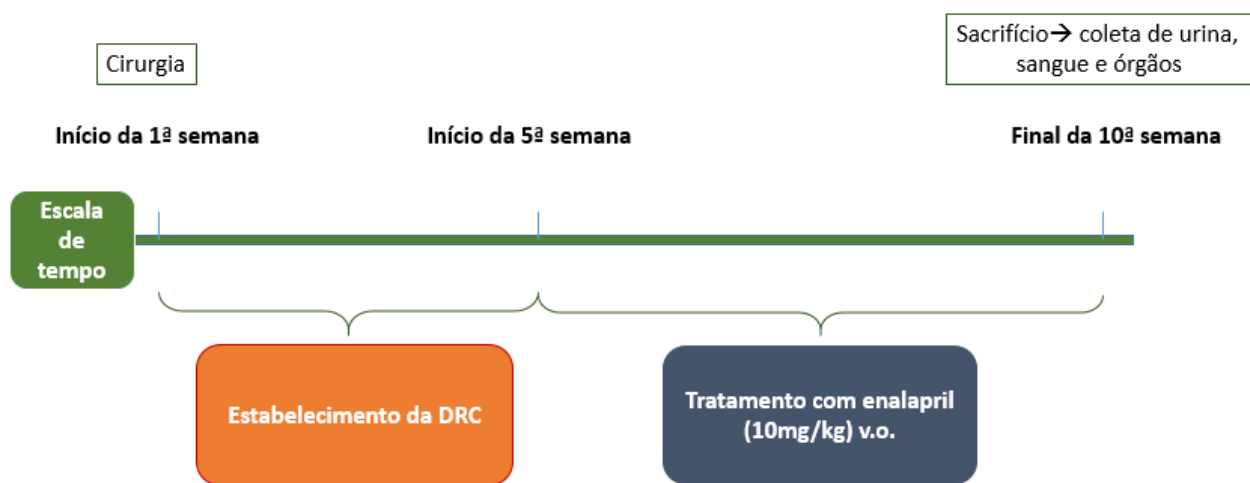 Cirurgia
Sacrifício→ coleta de urina,
sangue e órgãos
Início da 1ª semana
Início da 5ª semana
Final da 10ª semana
Escala
de
tempo
Estabelecimento da DRC
Tratamento com enalapril
(10mg/kg) v.o.